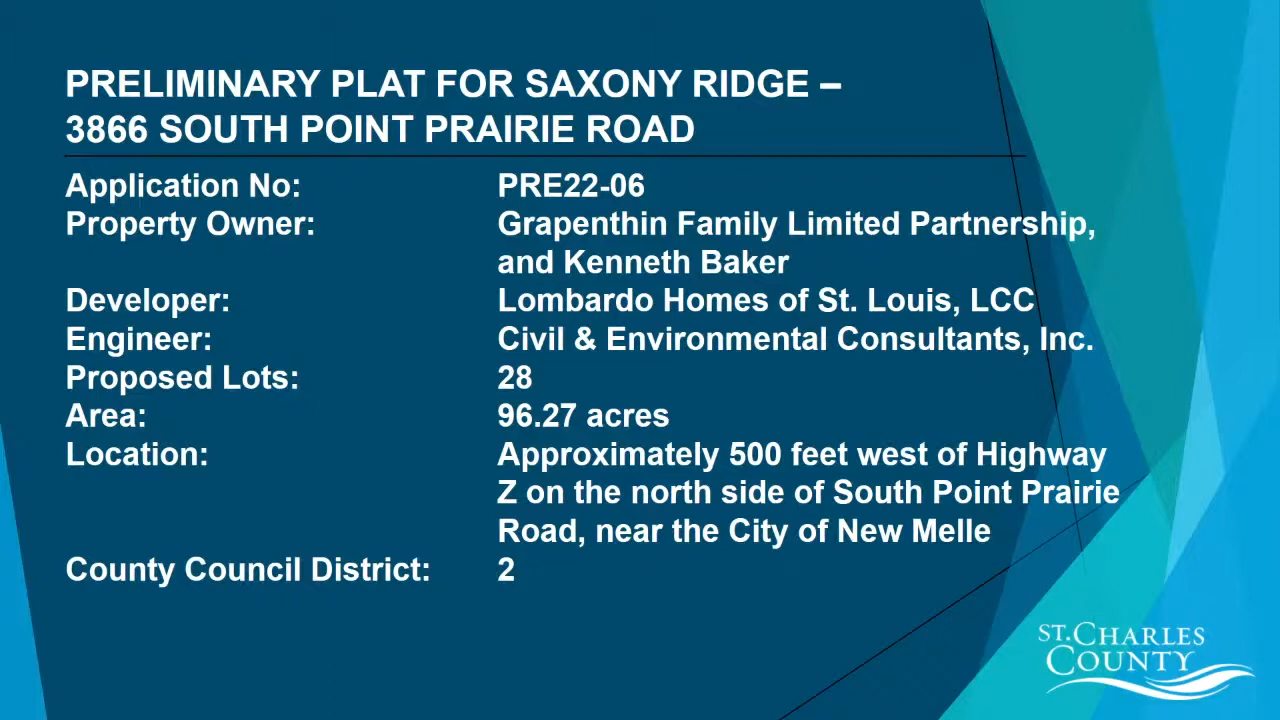 PRELIMINARY PLAT FOR SAXONY RIDGE –
3866 SOUTH POINT PRAIRIE ROAD
Application No: PRE22-06
Property Owner: Grapenthin Family Limited Partnership,
and Kenneth Baker
Developer: Lombardo Homes of St. Louis, LCC
Engineer: Civil & Environmental Consultants, Inc.
Proposed Lots: 28
Area: 96.27 acres
Location: Approximately 500 feet west of Highway
Z on the north side of South Point Prairie
Road, near the City of New Melle
County Council District: 2
ST. CHARLES
COUNTY